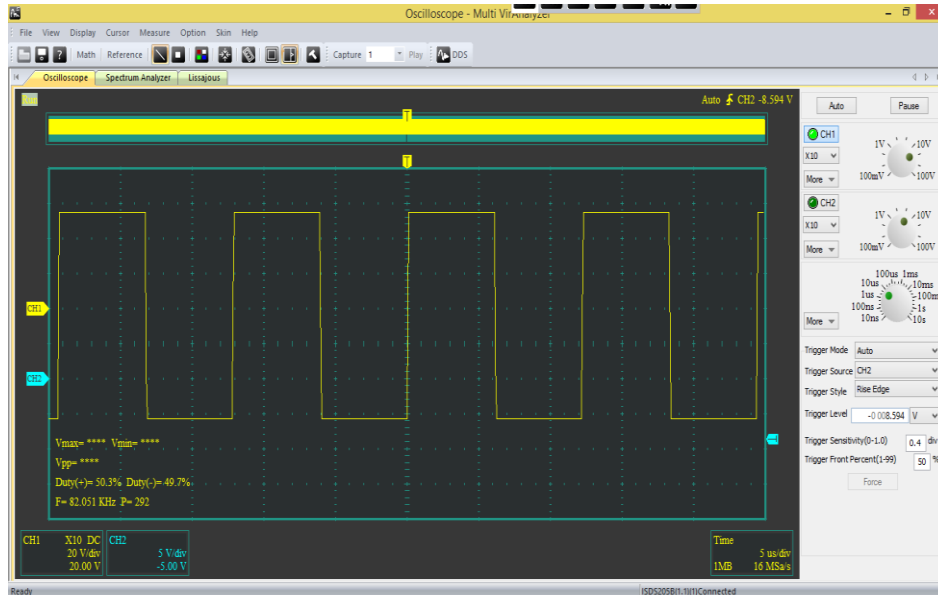 Oscilloscope - Multi VirAnalyzer
File View Display Cursor Measure Option Skin Help
Math Reference Capture 1 Play DDS
Oscilloscope Spectrum Analyzer Lissajous
Auto CH2 -8.594 V
T
T
CH1
CH2
Vmax= **** Vmin= ****
Vpp= ****
Duty(+)= 50.3% Duty(-)= 49.7%
F= 82.051 KHz P= 292
CH1 X10 DC
20 V/div
20.00 V
CH2
5 V/div
-5.00 V
Time
5 us/div
1MB 16 MSa/s
Auto Pause
CH1
X10
More
1V 10V
100mV 100V
CH2
X10
More
1V 10V
100mV 100V
100us 1ms
10us 10ms
1us 100m
100ns 1s
10ns 10s
More
Trigger Mode Auto
Trigger Source CH2
Trigger Style Rise Edge
Trigger Level -0 008.594 V
Trigger Sensitivity(0-1.0) 0.4 div
Trigger Front Percent(1-99) 50 %
Force
Ready ISDS205B(1.1)(1)Connected